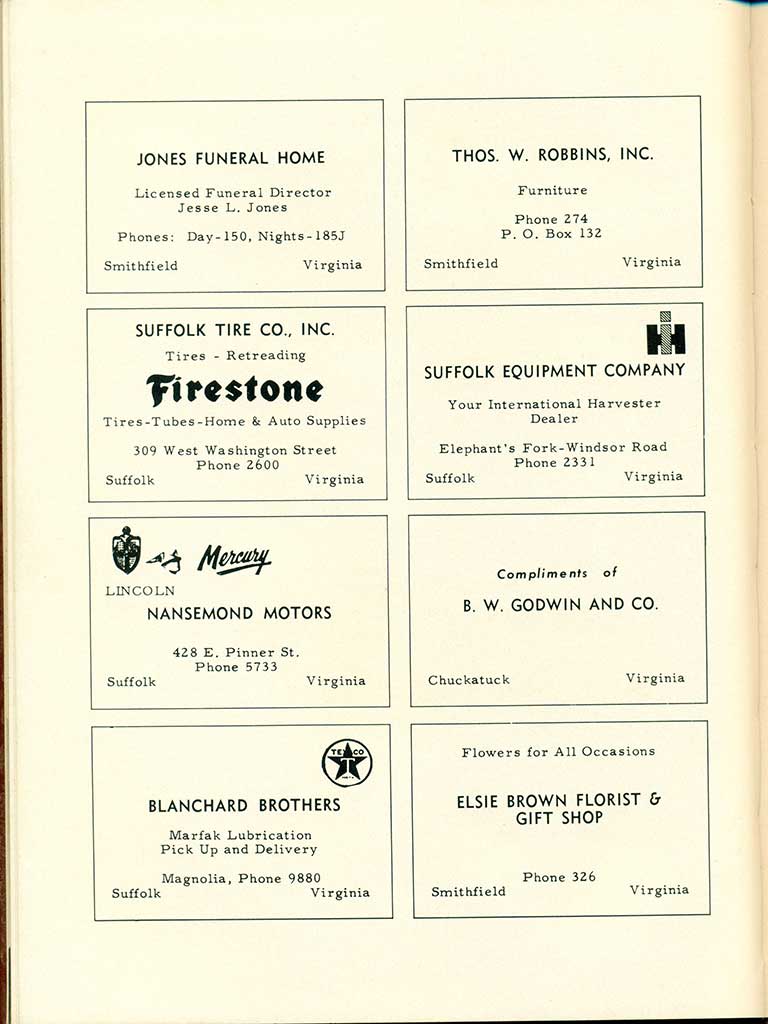 JONES FUNERAL HOME
Licensed Funeral Director
Jesse L. Jones
Phones: Day-150, Nights-185J
Smithfield Virginia
THOS. W. ROBBINS, INC.
Furniture
Phone 274
P. O. Box 132
Smithfield Virginia
SUFFOLK TIRE CO., INC.
Tires - Retreading
Firestone
Tires-Tubes-Home & Auto Supplies
309 West Washington Street
Phone 2600
Suffolk Virginia
IH
SUFFOLK EQUIPMENT COMPANY
Your International Harvester
Dealer
Elephant's Fork-Windsor Road
Phone 2331
Suffolk Virginia
Mercury
LINCOLN
NANSEMOND MOTORS
428 E. Pinner St.
Phone 5733
Suffolk Virginia
Compliments of
B. W. GODWIN AND CO.
Chuckatuck Virginia
TEXACO
T
BLANCHARD BROTHERS
Marfak Lubrication
Pick Up and Delivery
Magnolia, Phone 9880
Suffolk Virginia
Flowers for All Occasions
ELSIE BROWN FLORIST &
GIFT SHOP
Phone 326
Smithfield Virginia